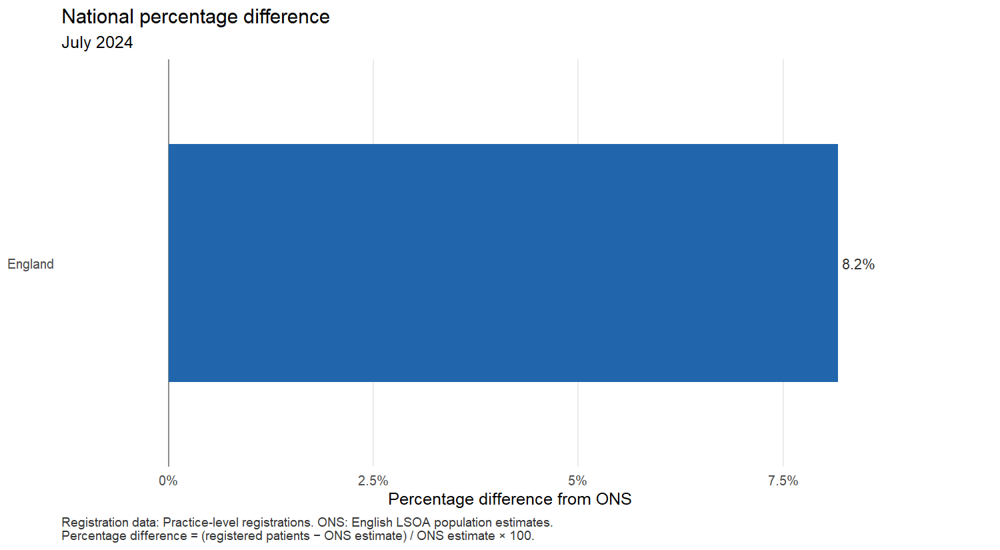 National percentage difference
July 2024
England
8.2%
0% 2.5% 5% 7.5%
Percentage difference from ONS
Registration data: Practice-level registrations. ONS: English LSOA population estimates.
Percentage difference = (registered patients − ONS estimate) / ONS estimate × 100.